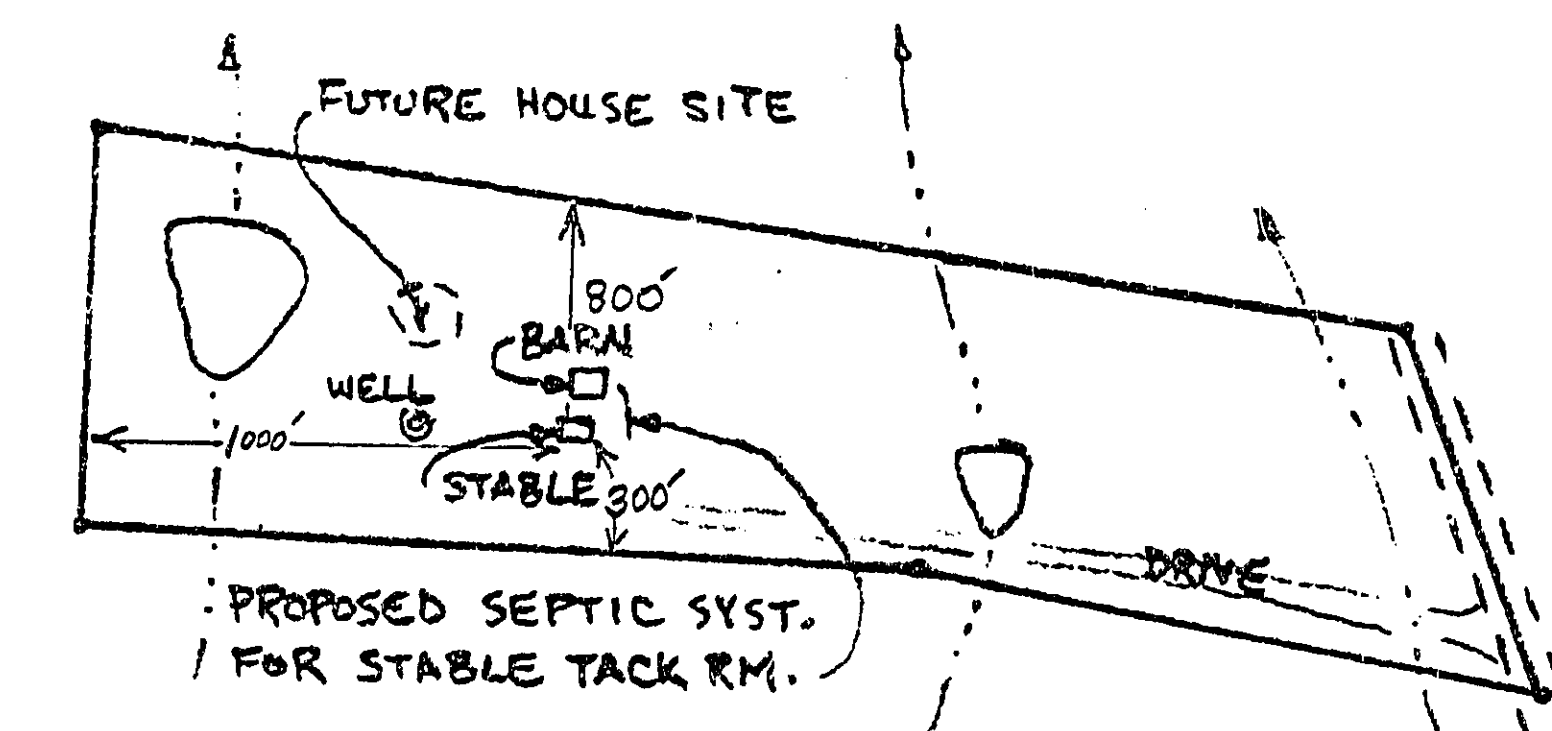 FUTURE HOUSE SITE
800'
BARN
WELL
1000'
STABLE
300'
DRIVE
PROPOSED SEPTIC SYST.
FOR STABLE TACK RM.